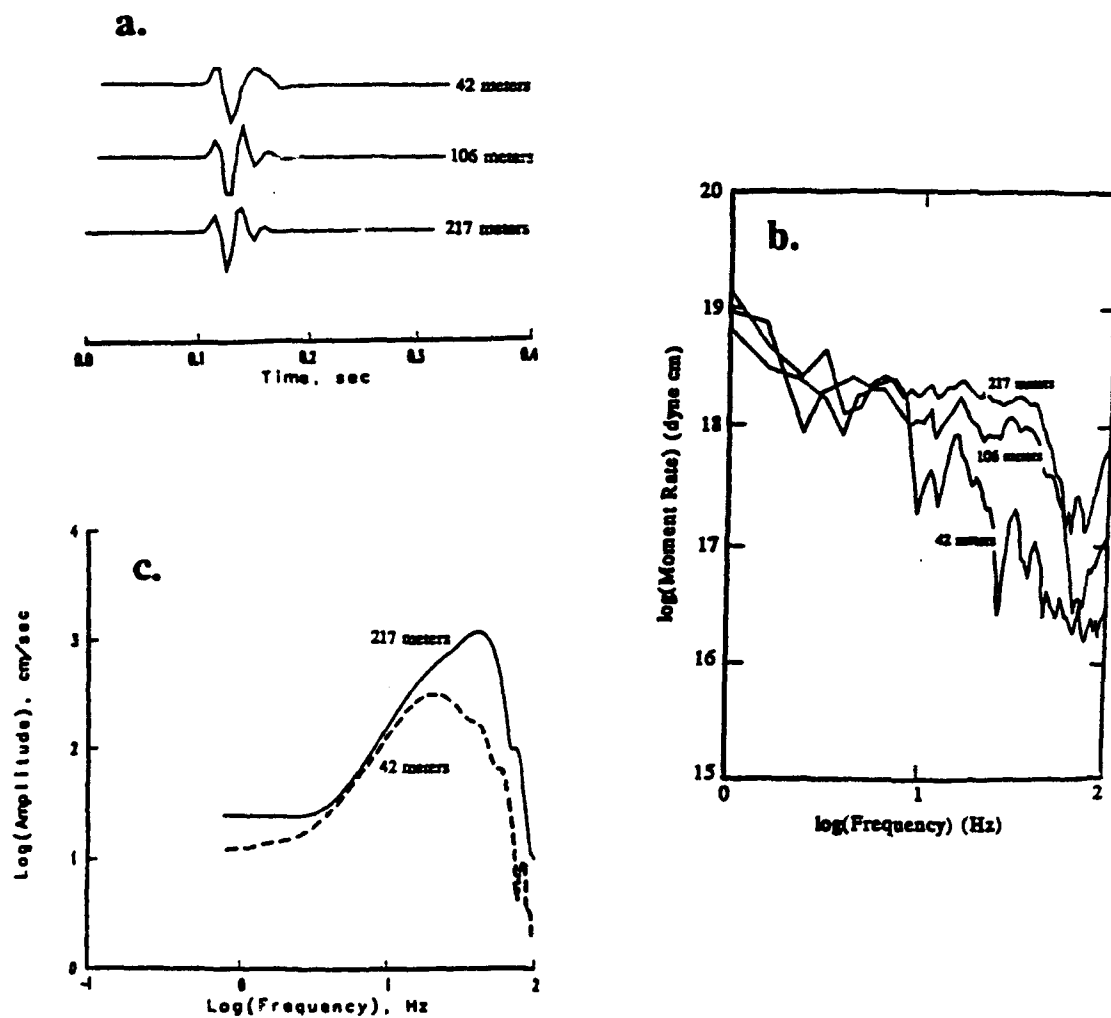 a.
42 meters
106 meters
217 meters
0.0 0.1 0.2 0.3 0.4
Time, sec
b.
20
19
18
17
16
15
log(Moment Rate) (dyne cm)
217 meters
106 meters
42 meters
0 1 2
log(Frequency) (Hz)
c.
4
3
2
1
0
Log(Amplitude), cm/sec
217 meters
42 meters
-1 0 1 2
Log(Frequency), Hz